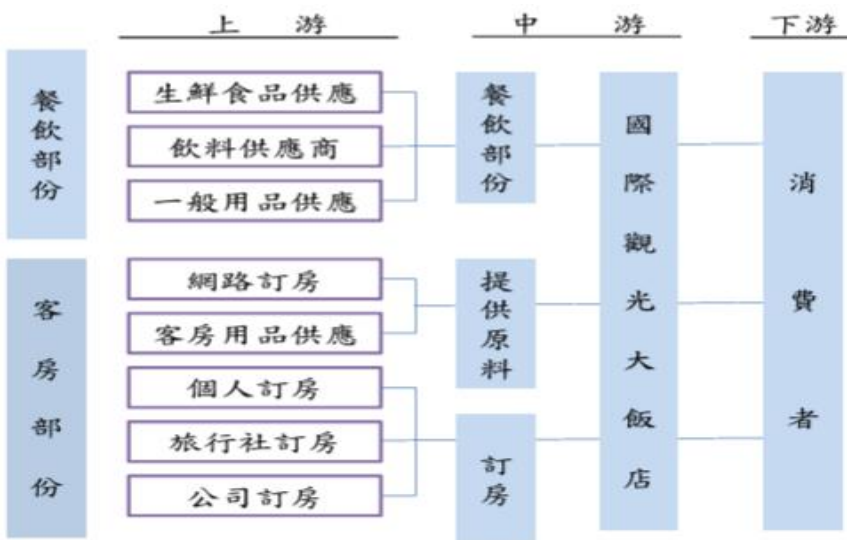 上游
中游
下游
餐飲部份
生鮮食品供應
飲料供應商
一般用品供應
餐飲部份
國際觀光大飯店
消費者
客房部份
網路訂房
客房用品供應
個人訂房
旅行社訂房
公司訂房
提供原料
訂房